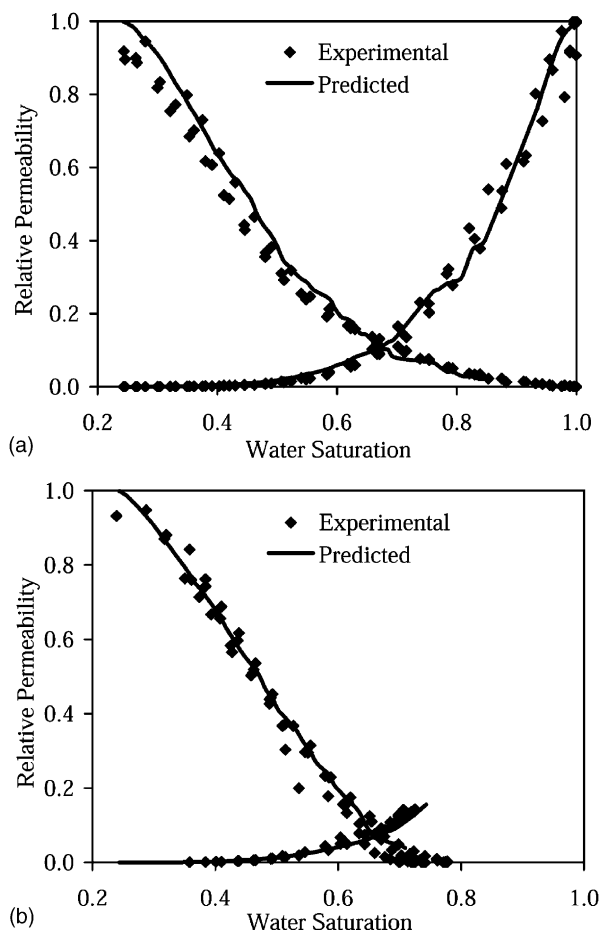 1.0
Experimental
Predicted
0.8
0.6
0.4
0.2
0.0
Relative Permeability
0.2 0.4 0.6 0.8 1.0
(a) Water Saturation
1.0
Experimental
Predicted
0.8
0.6
0.4
0.2
0.0
Relative Permeability
0.2 0.4 0.6 0.8 1.0
(b) Water Saturation